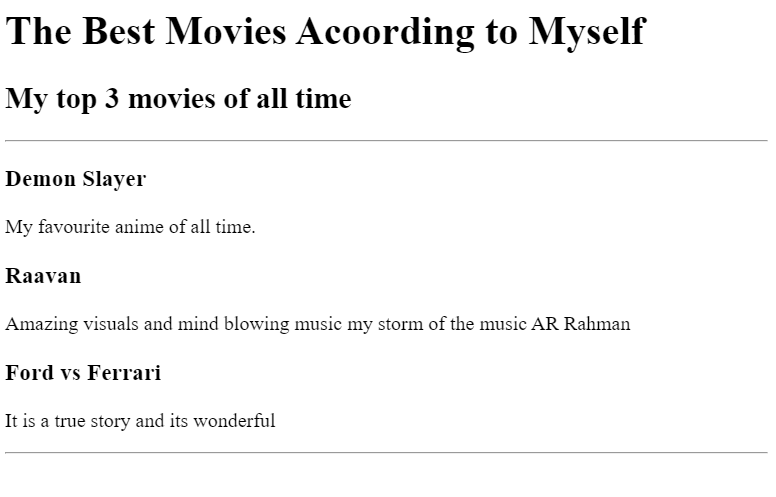 The Best Movies Acoording to Myself
My top 3 movies of all time
Demon Slayer
My favourite anime of all time.
Raavan
Amazing visuals and mind blowing music my storm of the music AR Rahman
Ford vs Ferrari
It is a true story and its wonderful